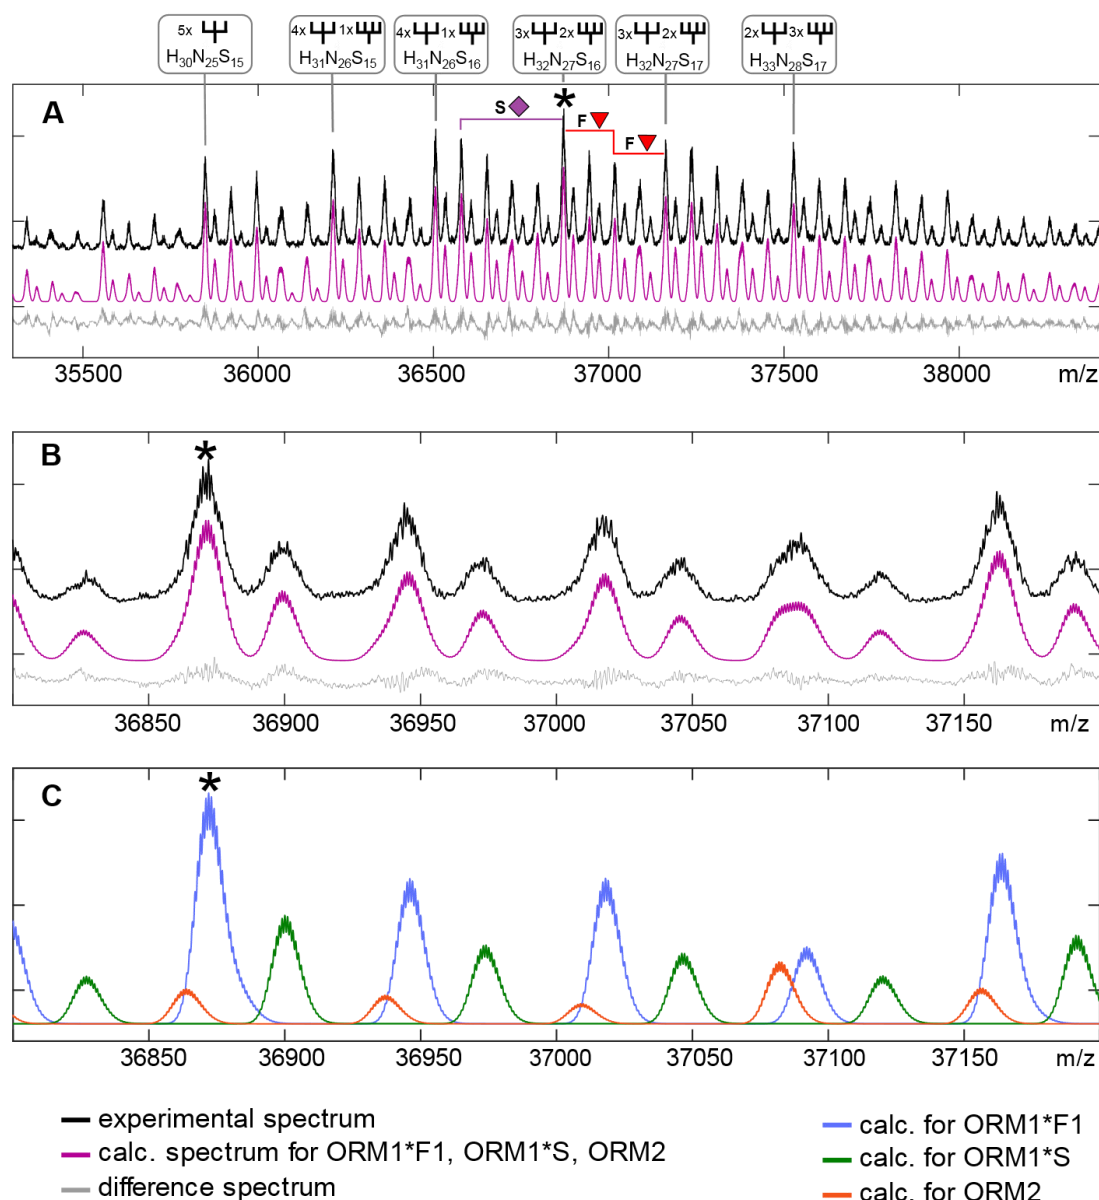 5x
H30N25S15
4x 1x
H31N26S15
4x 1x
H31N26S16
3x 2x
H32N27S16
3x 2x
H32N27S17
2x 3x
H33N28S17
A
S
*
F
F
35500 36000 36500 37000 37500 38000 m/z
B
*
36850 36900 36950 37000 37050 37100 37150 m/z
C
*
36850 36900 36950 37000 37050 37100 37150 m/z
experimental spectrum
calc. spectrum for ORM1*F1, ORM1*S, ORM2
difference spectrum
calc. for ORM1*F1
calc. for ORM1*S
calc. for ORM2